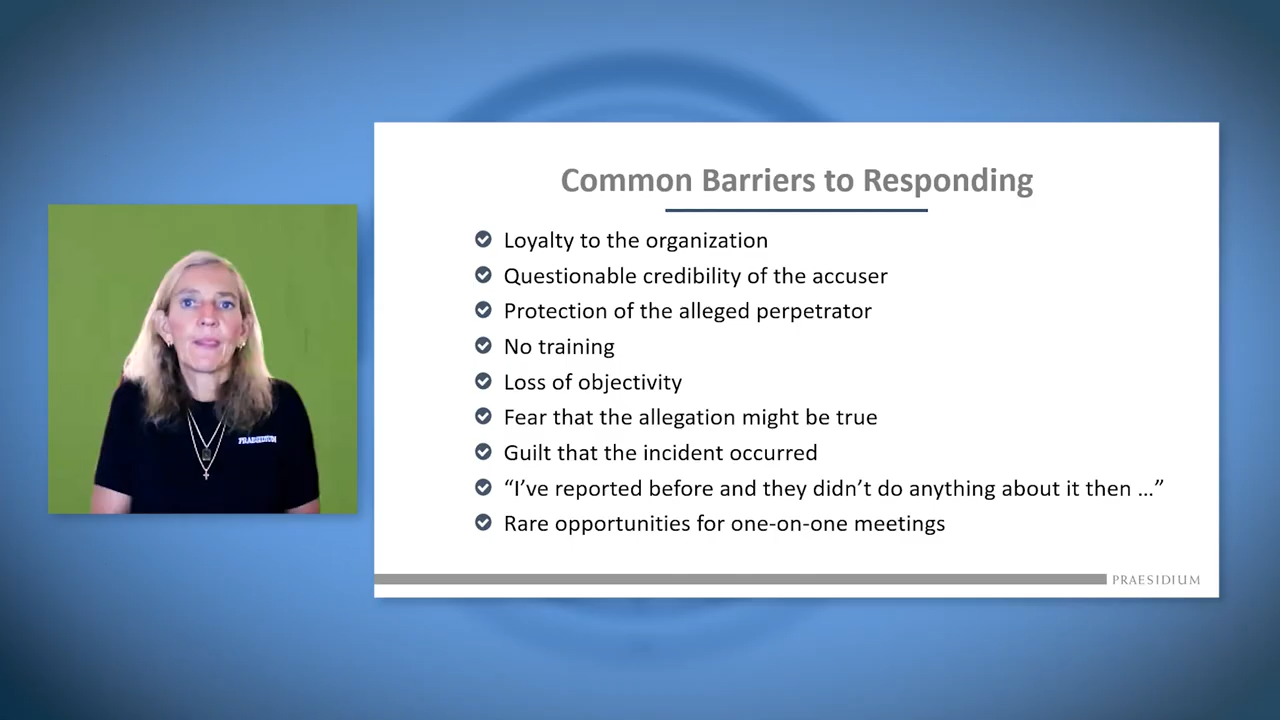 Common Barriers to Responding
Loyalty to the organization
Questionable credibility of the accuser
Protection of the alleged perpetrator
No training
Loss of objectivity
Fear that the allegation might be true
Guilt that the incident occurred
“I’ve reported before and they didn’t do anything about it then …”
Rare opportunities for one-on-one meetings
PRAESIDIUM
PRAESIDIUM